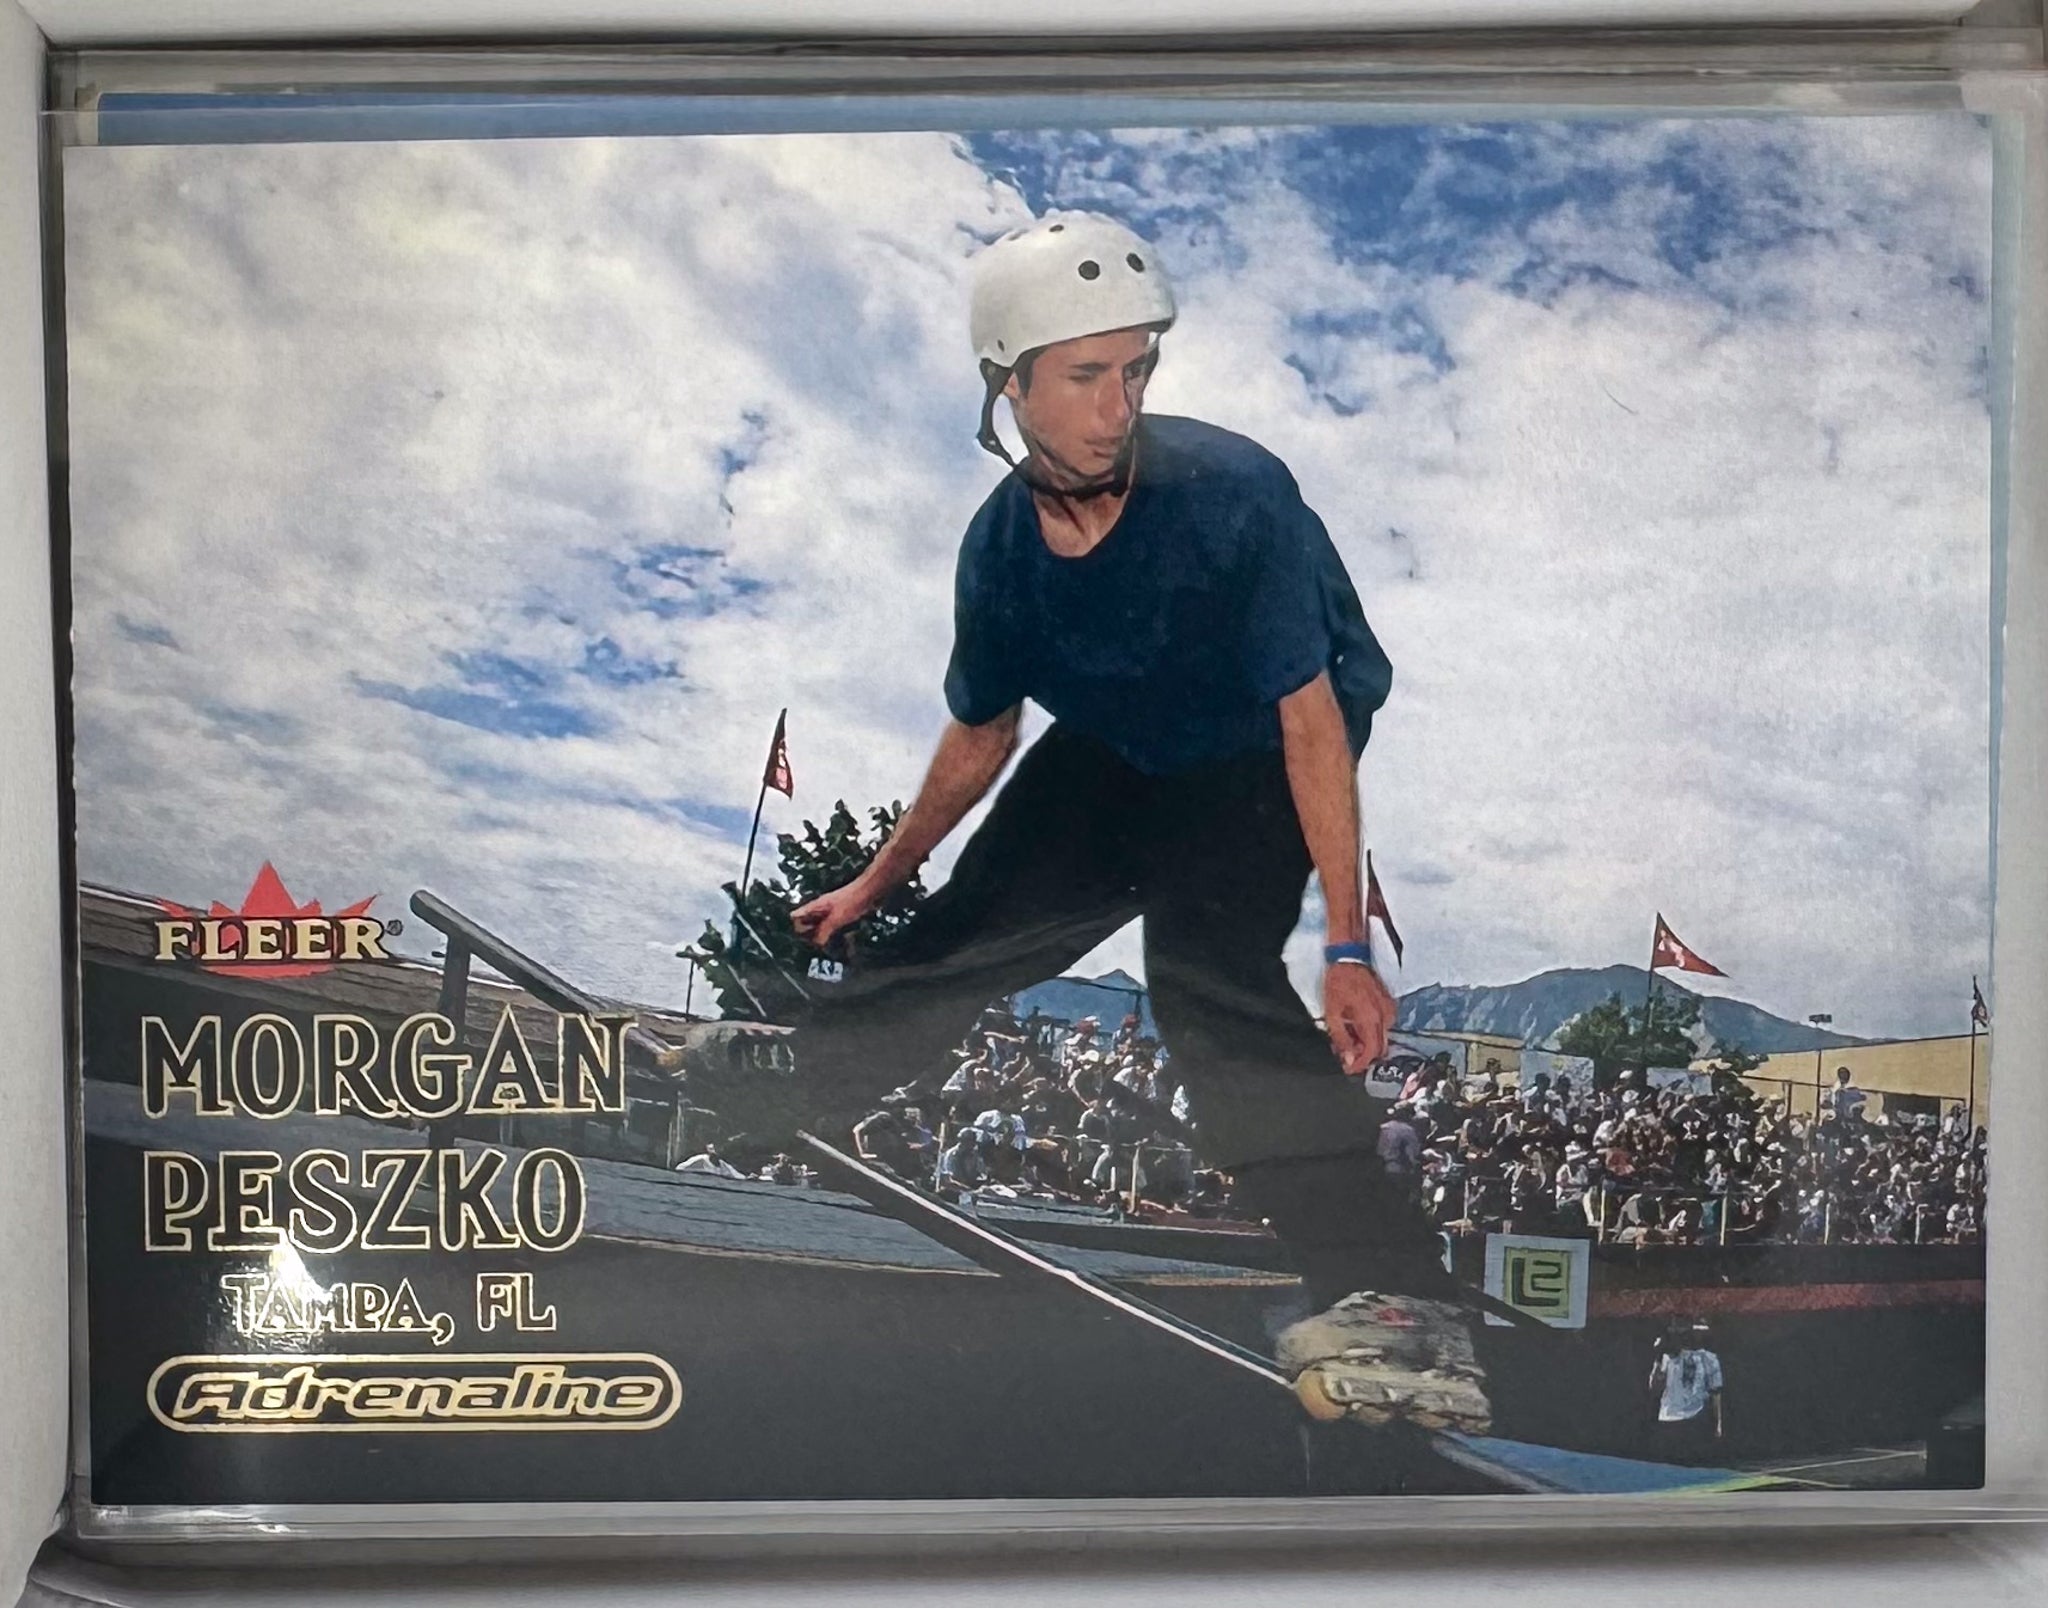 FLEER®
MORGAN
PESZKO
TAMPA, FL
Adrenaline